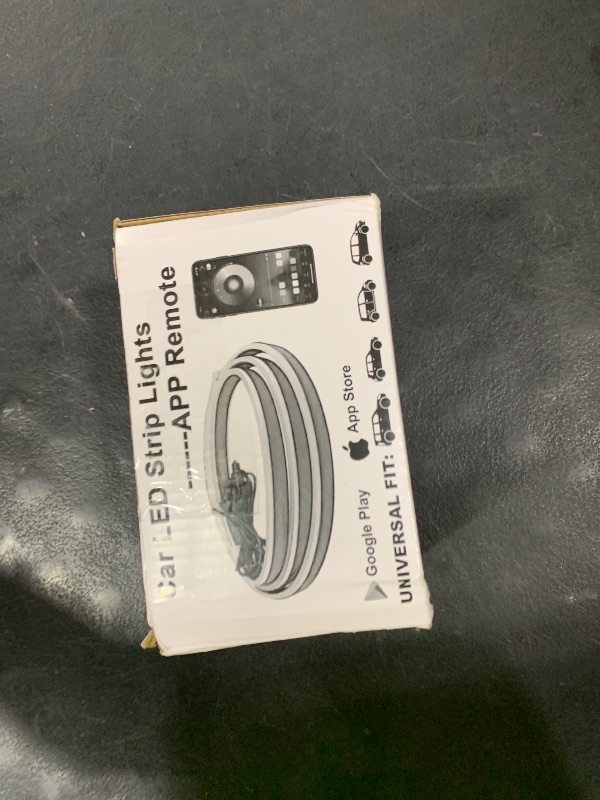 Car LED Strip Lights
------APP Remote
Google Play
App Store
UNIVERSAL FIT: